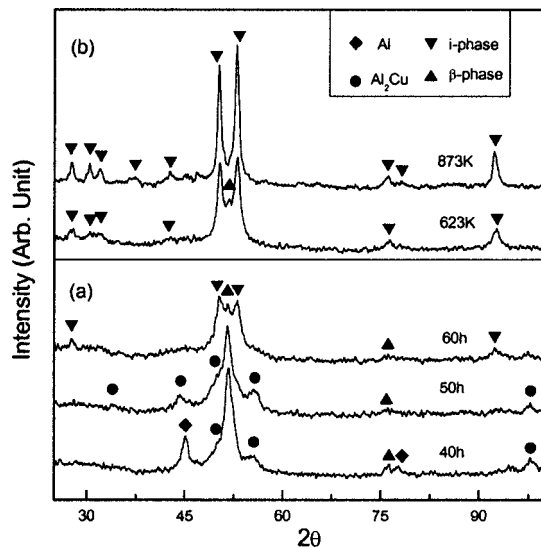 (b)
Al
i-phase
Al₂Cu
β-phase
873K
623K
(a)
60h
50h
40h
Intensity (Arb. Unit)
30 45 60 75 90
2θ